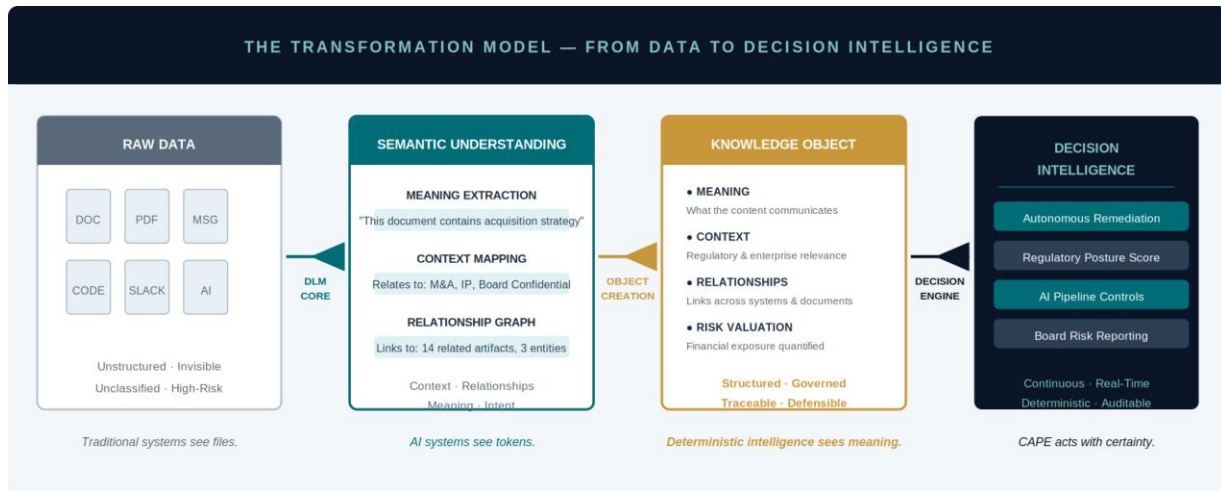 THE TRANSFORMATION MODEL — FROM DATA TO DECISION INTELLIGENCE
RAW DATA
DOC
PDF
MSG
CODE
SLACK
AI
Unstructured · Invisible
Unclassified · High-Risk
Traditional systems see files.
DLM
CORE
SEMANTIC UNDERSTANDING
MEANING EXTRACTION
"This document contains acquisition strategy"
CONTEXT MAPPING
Relates to: M&A, IP, Board Confidential
RELATIONSHIP GRAPH
Links to: 14 related artifacts, 3 entities
Context · Relationships
Meaning · Intent
AI systems see tokens.
OBJECT
CREATION
KNOWLEDGE OBJECT
● MEANING
What the content communicates
● CONTEXT
Regulatory & enterprise relevance
● RELATIONSHIPS
Links across systems & documents
● RISK VALUATION
Financial exposure quantified
Structured · Governed
Traceable · Defensible
Deterministic intelligence sees meaning.
DECISION
ENGINE
DECISION
INTELLIGENCE
Autonomous Remediation
Regulatory Posture Score
AI Pipeline Controls
Board Risk Reporting
Continuous · Real-Time
Deterministic · Auditable
CAPE acts with certainty.